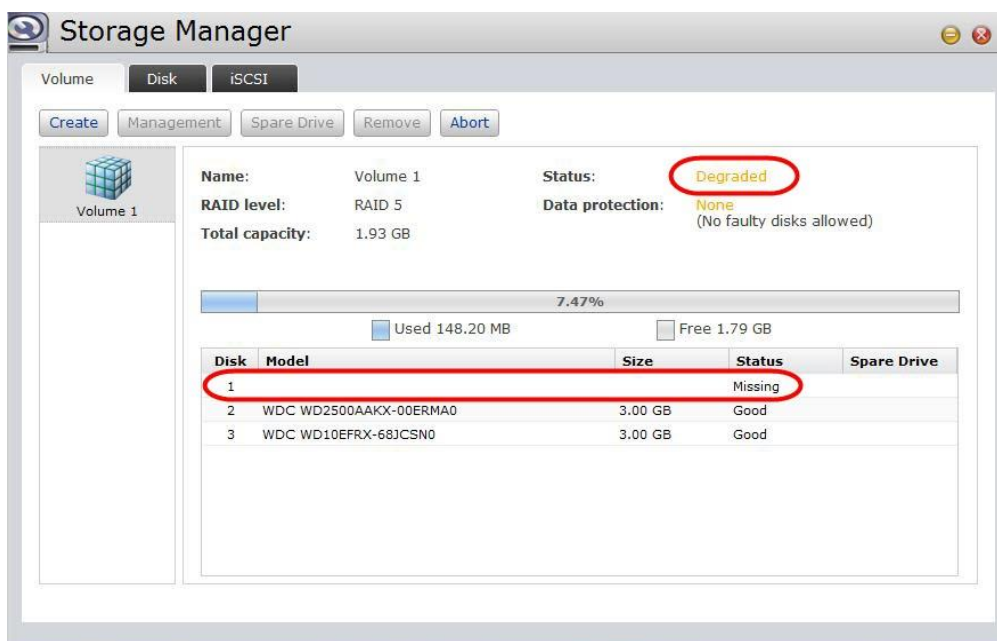 Storage Manager
Volume Disk iSCSI
Create Management Spare Drive Remove Abort
Volume 1
Name: Volume 1 Status: Degraded
RAID level: RAID 5 Data protection: None
(No faulty disks allowed)
Total capacity: 1.93 GB
7.47%
Used 148.20 MB Free 1.79 GB
Disk Model Size Status Spare Drive
1 Missing
2 WDC WD2500AAKX-00ERMA0 3.00 GB Good
3 WDC WD10EFRX-68JCSN0 3.00 GB Good